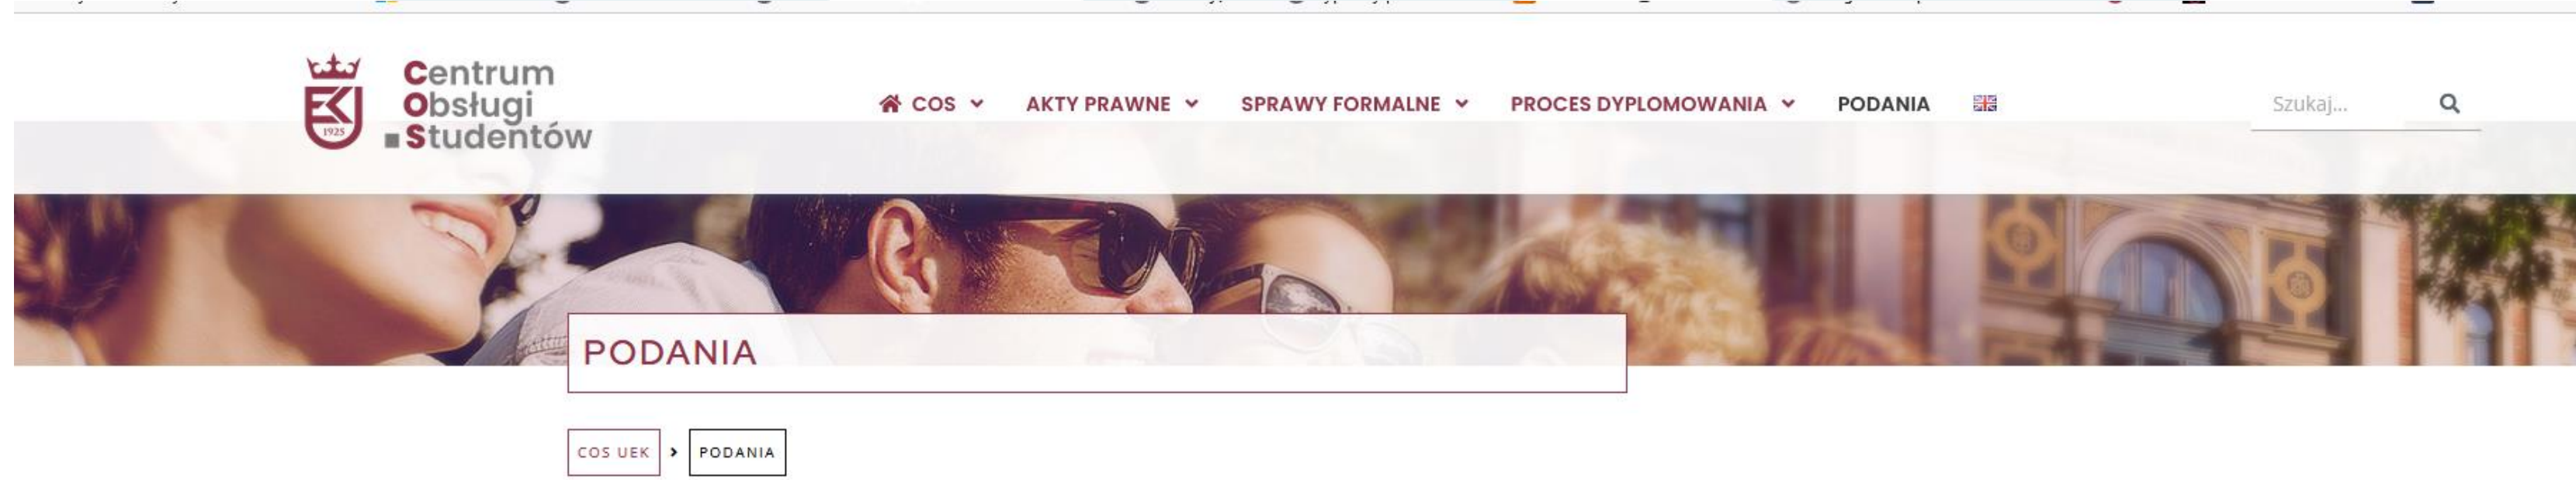 Centrum
Obsługi
Studentów
1925
COS
AKTY PRAWNE
SPRAWY FORMALNE
PROCES DYPLOMOWANIA
PODANIA
Szukaj...
PODANIA
COS UEK > PODANIA